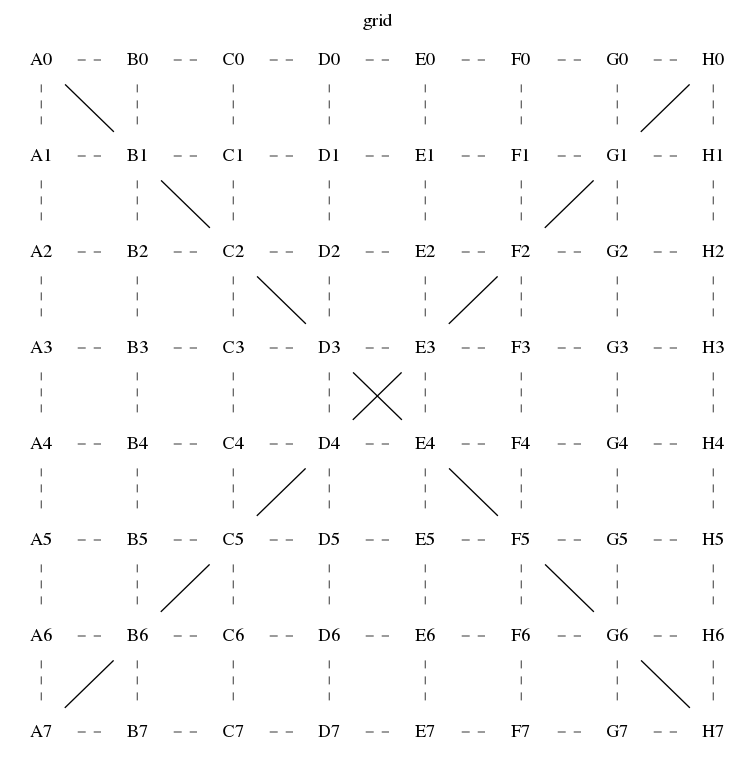 grid
A0 B0 C0 D0 E0 F0 G0 H0
A1 B1 C1 D1 E1 F1 G1 H1
A2 B2 C2 D2 E2 F2 G2 H2
A3 B3 C3 D3 E3 F3 G3 H3
A4 B4 C4 D4 E4 F4 G4 H4
A5 B5 C5 D5 E5 F5 G5 H5
A6 B6 C6 D6 E6 F6 G6 H6
A7 B7 C7 D7 E7 F7 G7 H7